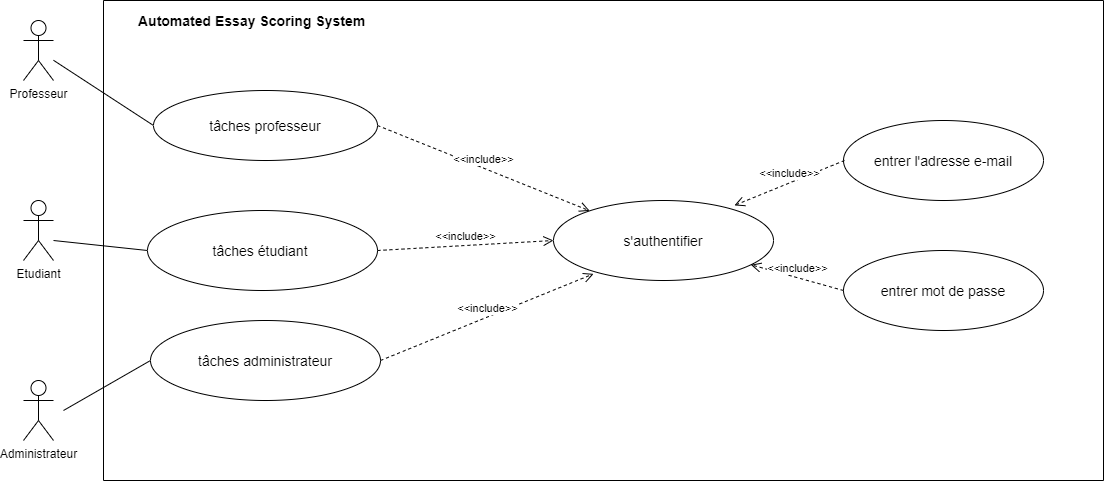 Automated Essay Scoring System
Professeur
tâches professeur
<<include>>
entrer l'adresse e-mail
<<include>>
Etudiant
tâches étudiant
<<include>>
s'authentifier
<<include>>
entrer mot de passe
<<include>>
tâches administrateur
Administrateur